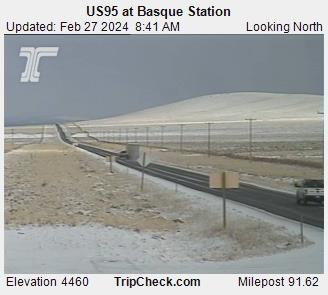 US95 at Basque Station
Updated: Feb 27 2024 8:41 AM
Looking North
Elevation 4460
TripCheck.com
Milepost 91.62